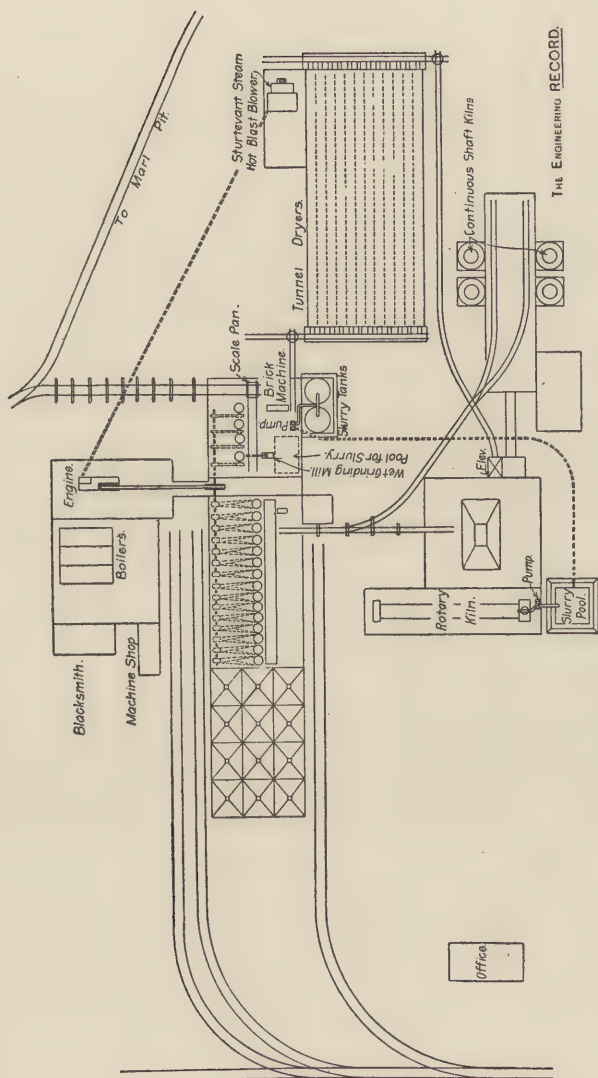 To Marl Pit.
Sturtevant Steam
Hot Blast Blower,
Tunnel Dryers.
Continuous Shaft Kilns
THE ENGINEERING RECORD.
Scale Pan.
Brick
Machine.
Pump.
Slurry Tanks
Wet Grinding Mill.
Pool for Slurry.
Engine.
Boilers.
Blacksmith.
Machine Shop
Elev.
Rotary
Kiln.
Pump.
Slurry
Pool.
Office.